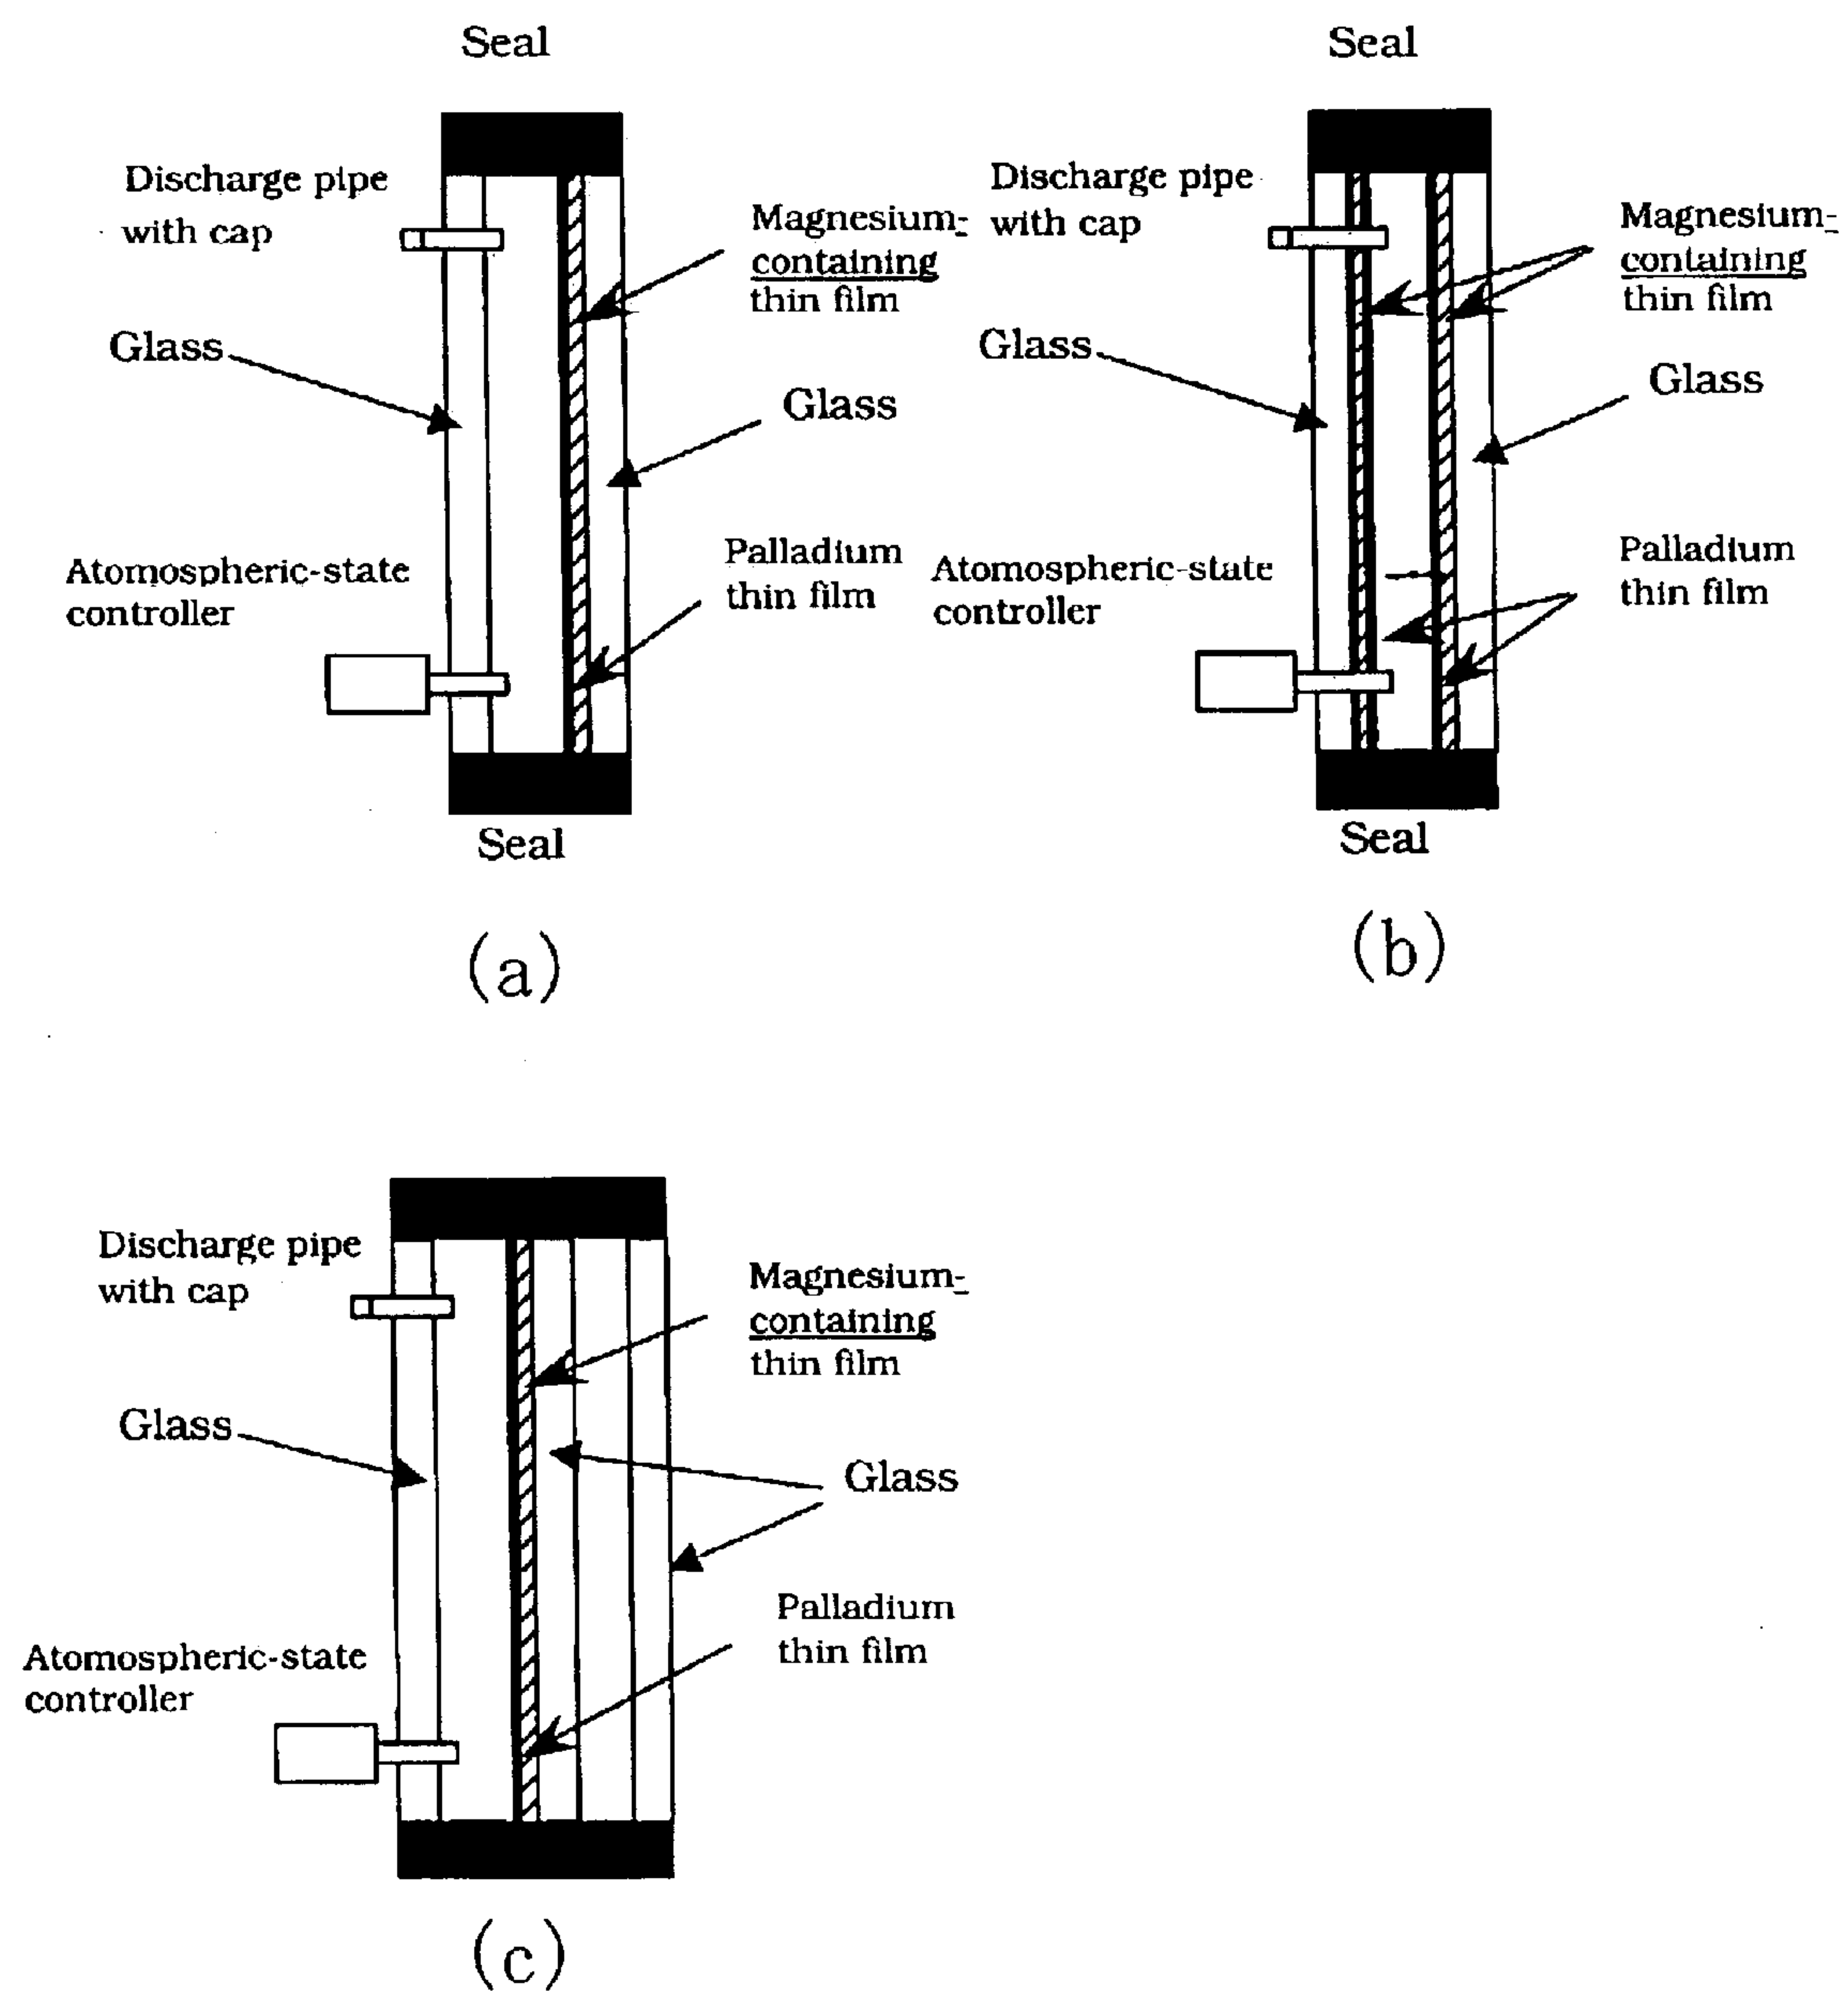 Seal
Discharge pipe
with cap
Magnesium-
containing
thin film
Glass
Glass
Atomospheric-state
controller
Palladium
thin film
Seal
(a)
Seal
Discharge pipe
with cap
Magnesium-
containing
thin film
Glass
Glass
Atomospheric-state
controller
Palladium
thin film
Seal
(b)
Discharge pipe
with cap
Magnesium-
containing
thin film
Glass
Glass
Palladium
thin film
Atomospheric-state
controller
(c)